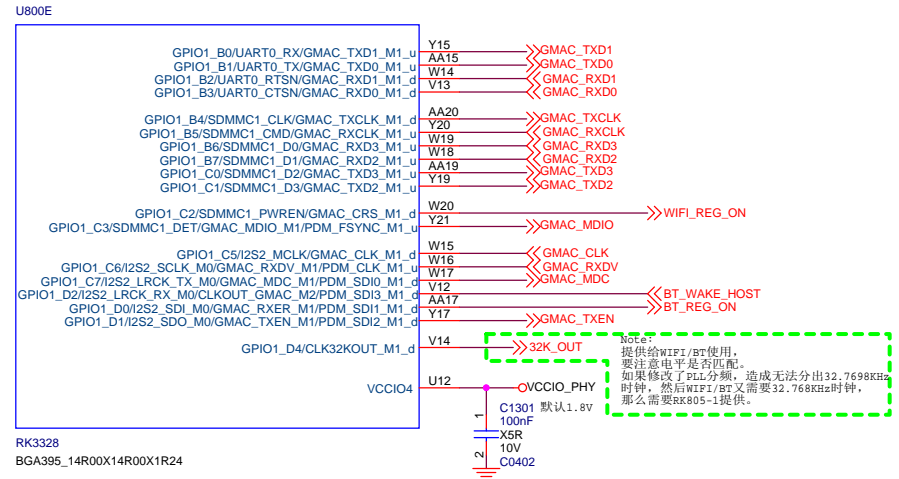 U800E
GPIO1_B0/UART0_RX/GMAC_TXD1_M1_u Y15 GMAC_TXD1
GPIO1_B1/UART0_TX/GMAC_TXD0_M1_u AA15 GMAC_TXD0
GPIO1_B2/UART0_RTSN/GMAC_RXD1_M1_d W14 GMAC_RXD1
GPIO1_B3/UART0_CTSN/GMAC_RXD0_M1_d V13 GMAC_RXD0
GPIO1_B4/SDMMC1_CLK/GMAC_TXCLK_M1_d AA20 GMAC_TXCLK
GPIO1_B5/SDMMC1_CMD/GMAC_RXCLK_M1_u Y20 GMAC_RXCLK
GPIO1_B6/SDMMC1_D0/GMAC_RXD3_M1_u W19 GMAC_RXD3
GPIO1_B7/SDMMC1_D1/GMAC_RXD2_M1_u W18 GMAC_RXD2
GPIO1_C0/SDMMC1_D2/GMAC_TXD3_M1_u AA19 GMAC_TXD3
GPIO1_C1/SDMMC1_D3/GMAC_TXD2_M1_u Y19 GMAC_TXD2
GPIO1_C2/SDMMC1_PWREN/GMAC_CRS_M1_d W20 WIFI_REG_ON
GPIO1_C3/SDMMC1_DET/GMAC_MDIO_M1/PDM_FSYNC_M1_u Y21 GMAC_MDIO
GPIO1_C5/I2S2_MCLK/GMAC_CLK_M1_d W15 GMAC_CLK
GPIO1_C6/I2S2_SCLK_M0/GMAC_RXDV_M1/PDM_CLK_M1_u W16 GMAC_RXDV
GPIO1_C7/I2S2_LRCK_TX_M0/GMAC_MDC_M1/PDM_SDI0_M1_d W17 GMAC_MDC
GPIO1_D2/I2S2_LRCK_RX_M0/CLKOUT_GMAC_M2/PDM_SDI3_M1_d V12 BT_WAKE_HOST
GPIO1_D0/I2S2_SDI_M0/GMAC_RXER_M1/PDM_SDI1_M1_d AA17 BT_REG_ON
GPIO1_D1/I2S2_SDO_M0/GMAC_TXEN_M1/PDM_SDI2_M1_d Y17 GMAC_TXEN
GPIO1_D4/CLK32KOUT_M1_d V14 32K_OUT
Note:
提供给WIFI/BT使用，
要注意电平是否匹配。
如果修改了PLL分频，造成无法分出32.7698KHz
时钟，然后WIFI/BT又需要32.768KHz时钟，
那么需要RK805-1提供。
VCCIO4 U12 VCCIO_PHY
默认1.8V
1 C1301
100nF
X5R
10V
2 C0402
RK3328
BGA395_14R00X14R00X1R24